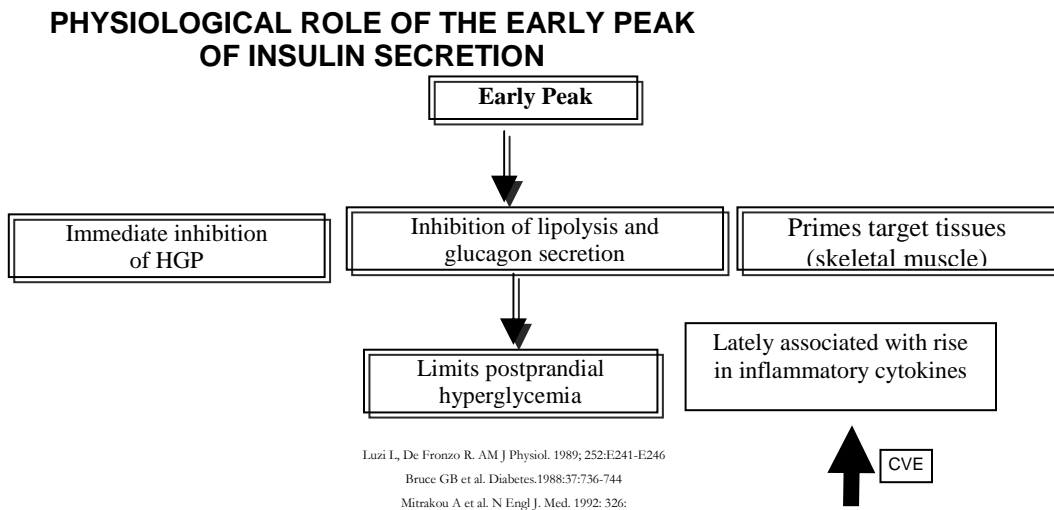 PHYSIOLOGICAL ROLE OF THE EARLY PEAK
OF INSULIN SECRETION
Early Peak
Immediate inhibition
of HGP
Inhibition of lipolysis and
glucagon secretion
Primes target tissues
(skeletal muscle)
Limits postprandial
hyperglycemia
Lately associated with rise
in inflammatory cytokines
Luzi L, De Fronzo R. AM J Physiol. 1989; 252:E241-E246
Bruce GB et al. Diabetes.1988:37:736-744
Mitrakou A et al. N Engl J. Med. 1992: 326:
CVE